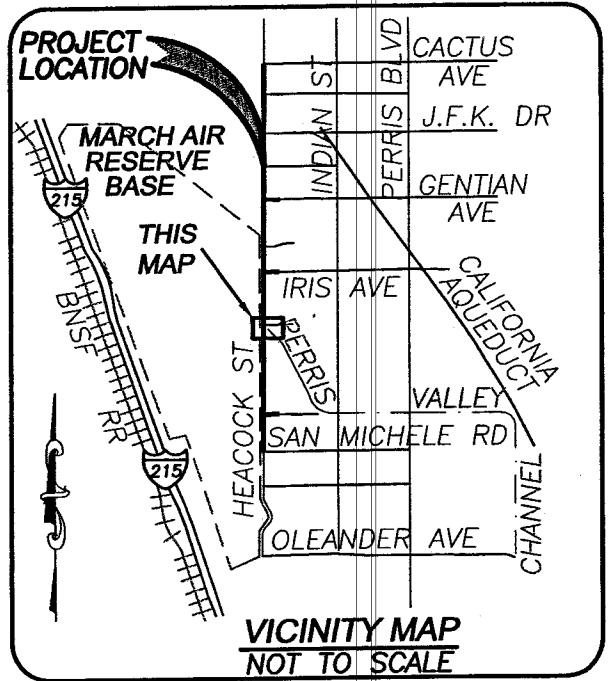 PROJECT
LOCATION
CACTUS
AVE
INDIAN ST
PERRIS BLVD
J.F.K. DR
MARCH AIR
RESERVE
BASE
215
GENTIAN
AVE
THIS
MAP
IRIS AVE
CALIFORNIA
AQUEDUCT
BNSF RR
HEACOCK ST
PERRIS
VALLEY
CHANNEL
SAN MICHELE RD
215
OLEANDER AVE
VICINITY MAP
NOT TO SCALE